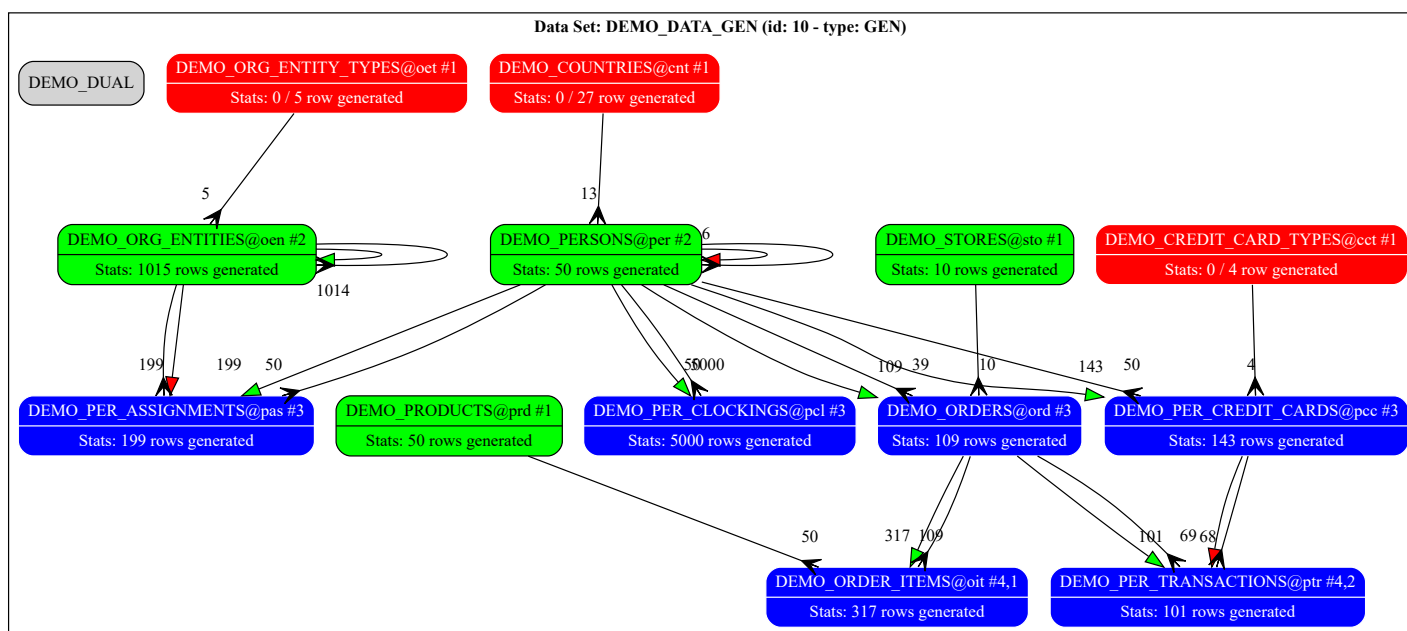 Data Set: DEMO_DATA_GEN (id: 10 - type: GEN)
DEMO_DUAL
DEMO_ORG_ENTITY_TYPES@oet #1
Stats: 0 / 5 row generated
DEMO_COUNTRIES@cnt #1
Stats: 0 / 27 row generated
5
13
DEMO_ORG_ENTITIES@oen #2
Stats: 1015 rows generated
1014
DEMO_PERSONS@per #2
Stats: 50 rows generated
6
DEMO_STORES@sto #1
Stats: 10 rows generated
DEMO_CREDIT_CARD_TYPES@cct #1
Stats: 0 / 4 row generated
199
199
50
50
5000
109
39
10
143
50
4
DEMO_PER_ASSIGNMENTS@pas #3
Stats: 199 rows generated
DEMO_PRODUCTS@prd #1
Stats: 50 rows generated
DEMO_PER_CLOCKINGS@pcl #3
Stats: 5000 rows generated
DEMO_ORDERS@ord #3
Stats: 109 rows generated
DEMO_PER_CREDIT_CARDS@pcc #3
Stats: 143 rows generated
50
317
109
101
69
68
DEMO_ORDER_ITEMS@oit #4,1
Stats: 317 rows generated
DEMO_PER_TRANSACTIONS@ptr #4,2
Stats: 101 rows generated